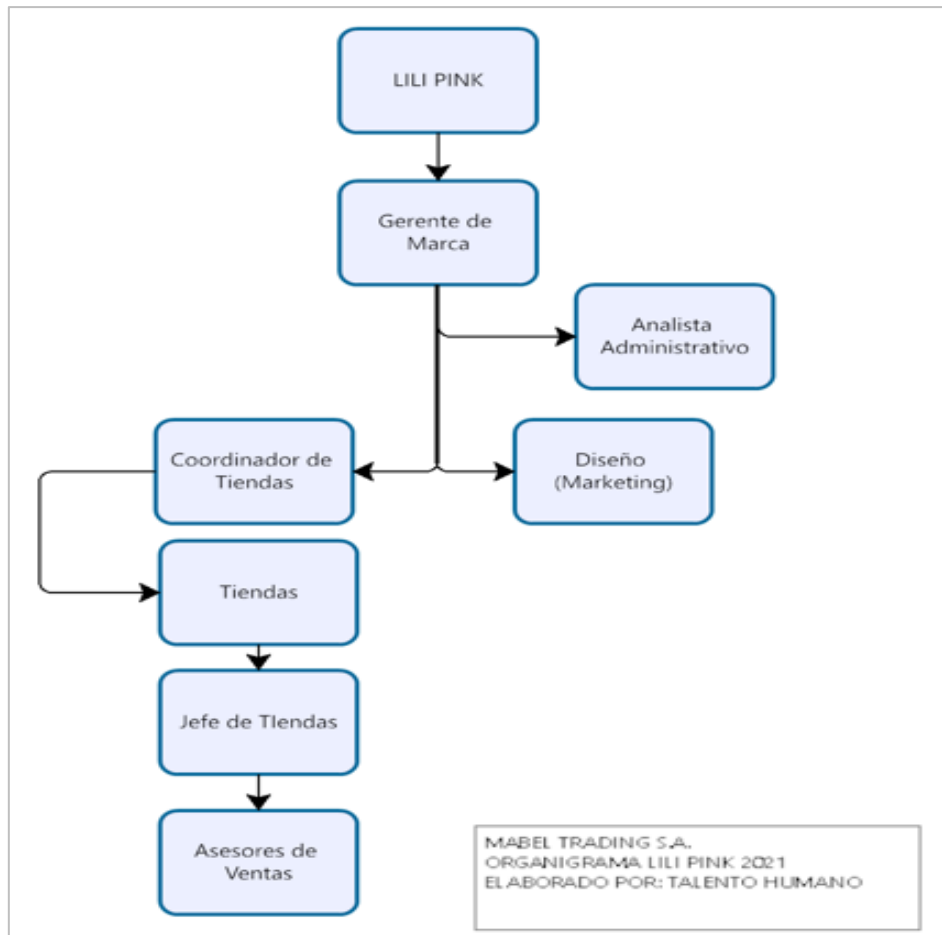 LILI PINK
Gerente de
Marca
Analista
Administrativo
Coordinador de
Tiendas
Diseño
(Marketing)
Tiendas
Jefe de TIendas
Asesores de
Ventas
MABEL TRADING S.A.
ORGANIGRAMA LILI PINK 2021
ELABORADO POR: TALENTO HUMANO